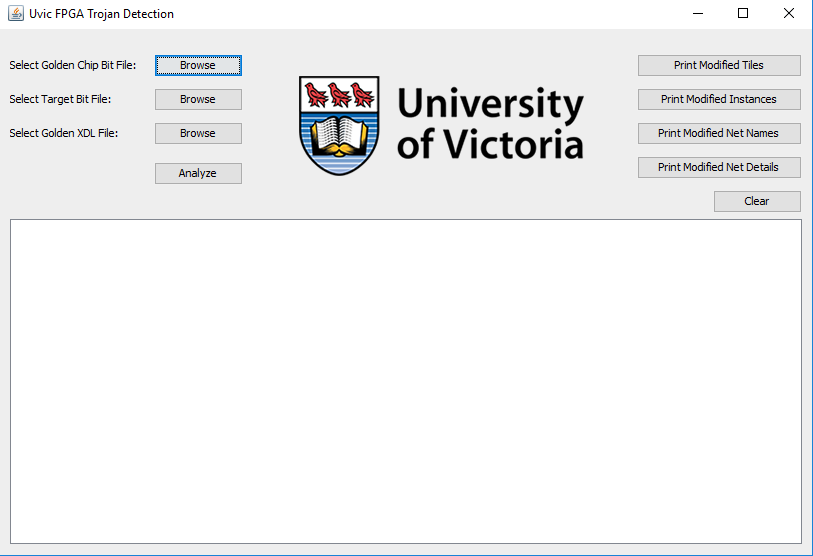 Uvic FPGA Trojan Detection
Select Golden Chip Bit File:
Browse
Select Target Bit File:
Browse
Select Golden XDL File:
Browse
Analyze
University
of Victoria
Print Modified Tiles
Print Modified Instances
Print Modified Net Names
Print Modified Net Details
Clear